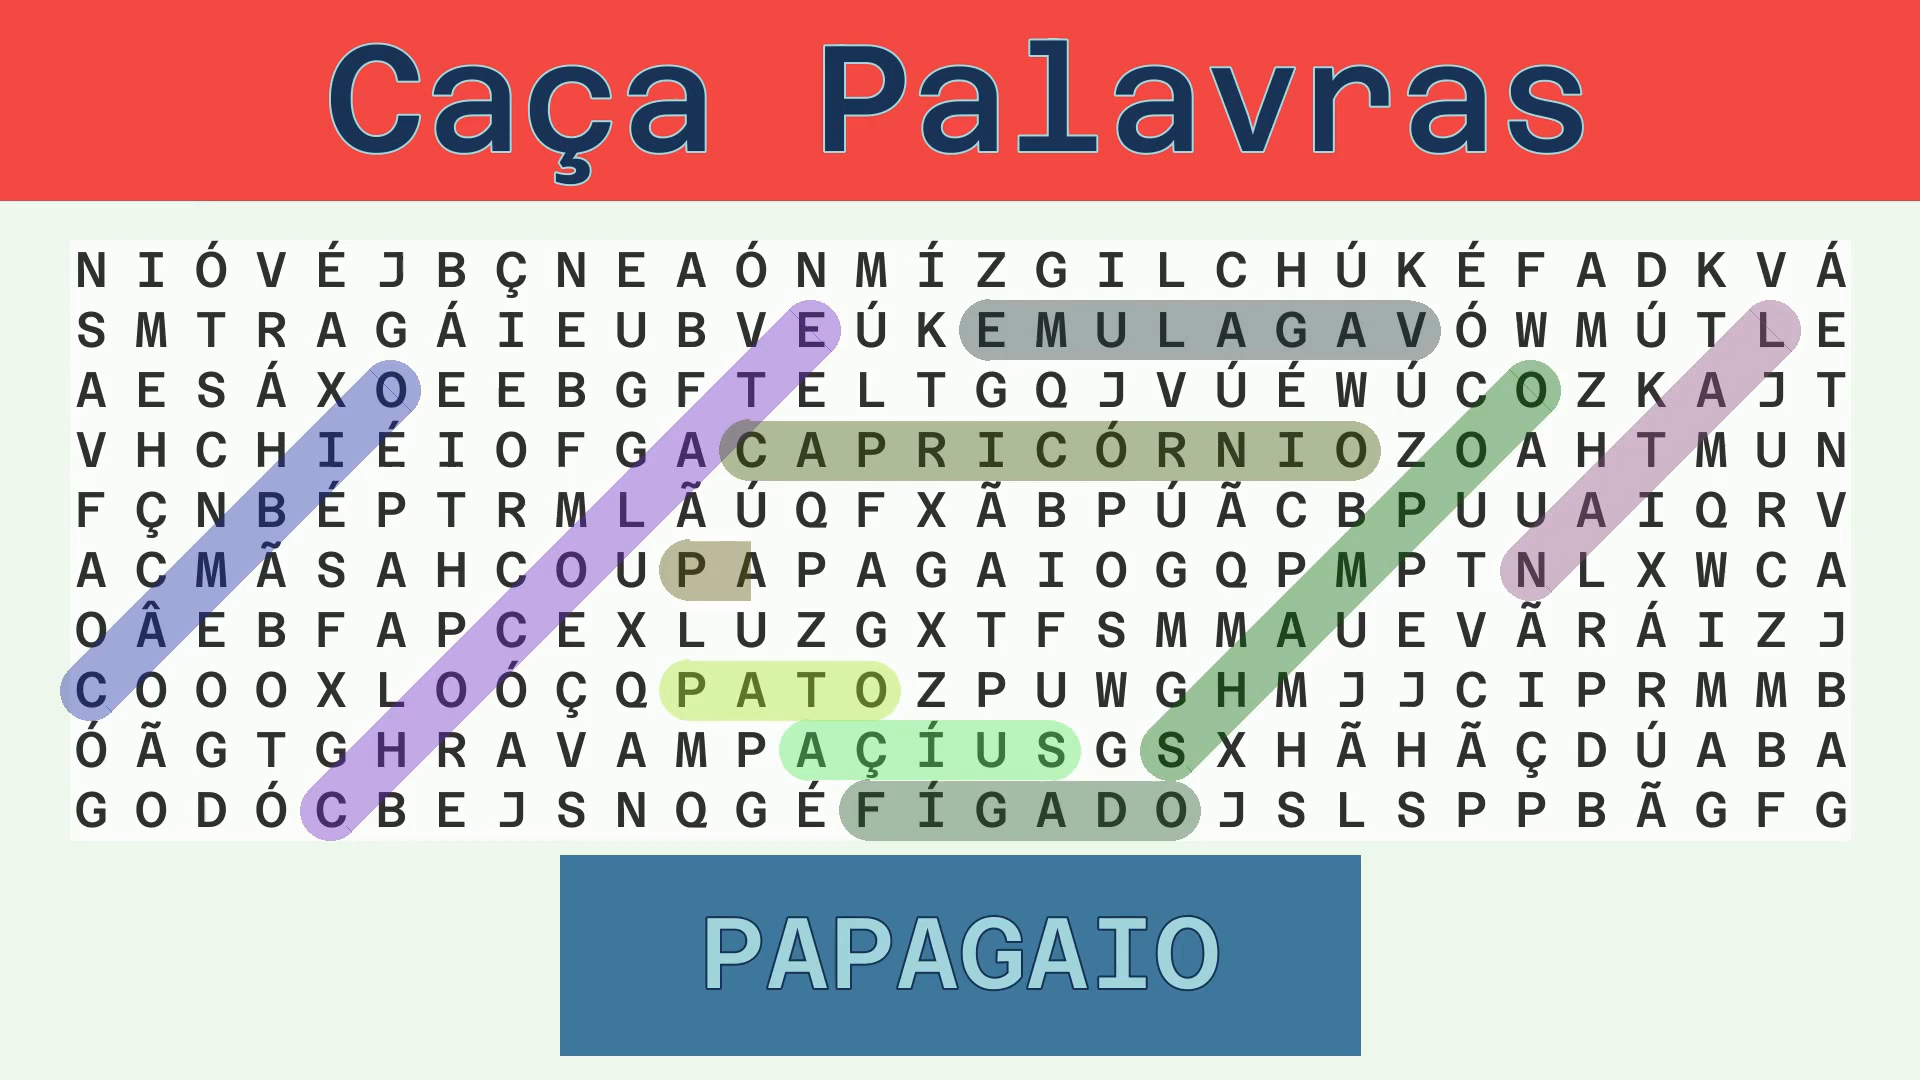 Caça Palavras
N I Ó V É J B Ç N E A Ó N M Í Z G I L C H Ú K É F A D K V Á
S M T R A G Á I E U B V E Ú K E M U L A G A V Ó W M Ú T L E
A E S Á X O E E B G F T E L T G Q J V Ú É W Ú C O Z K A J T
V H C H I É I O F G A C A P R I C Ó R N I O Z O A H T M U N
F Ç N B É P T R M L Ã Ú Q F X Ã B P Ú Ã C B P U U A I Q R V
A C M Ã S A H C O U P A P A G A I O G Q P M P T N L X W C A
O Â E B F A P C E X L U Z G X T F S M M A U E V Ã R Á I Z J
C O O O X L O Ó Ç Q P A T O Z P U W G H M J J C I P R M M B
Ó Ã G T G H R A V A M P A Ç Í U S G S X H Ã H Ã Ç D Ú A B A
G O D Ó C B E J S N Q G É F Í G A D O J S L S P P B Ã G F G
PAPAGAIO